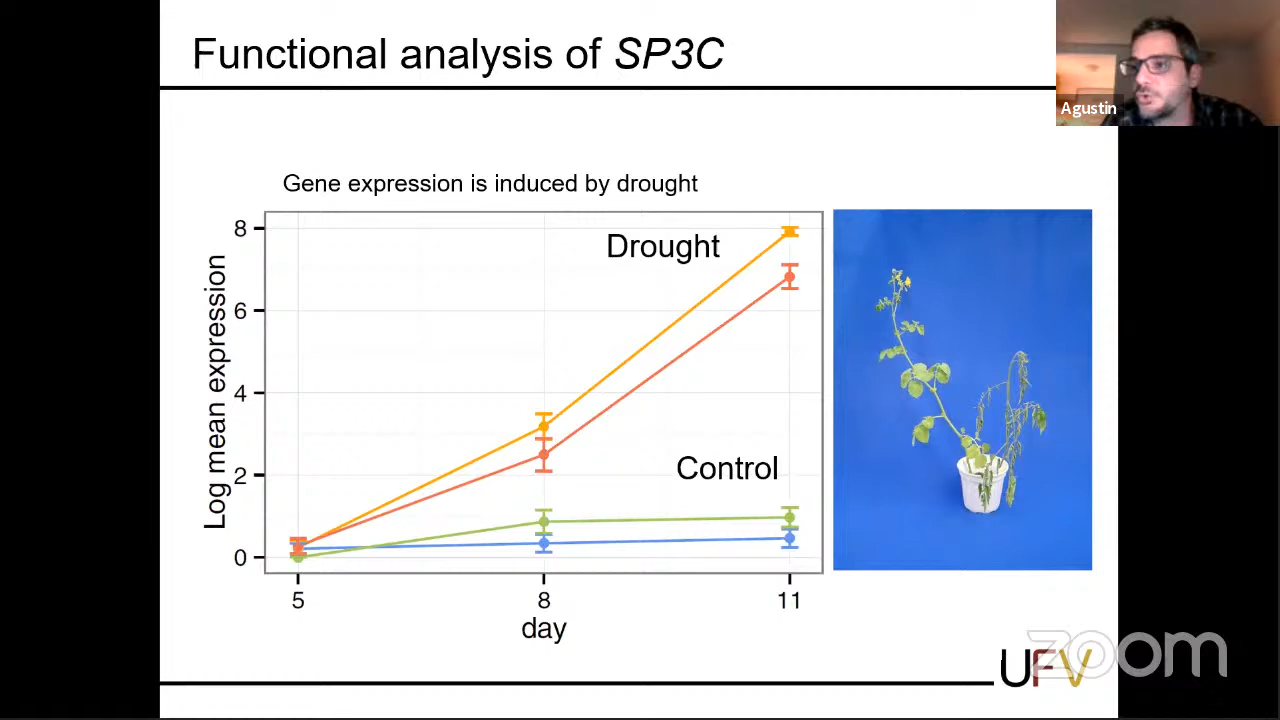 Functional analysis of SP3C
Agustin
Gene expression is induced by drought
Log mean expression
8
6
4
2
0
Drought
Control
5
8
11
day
zoom
UFV